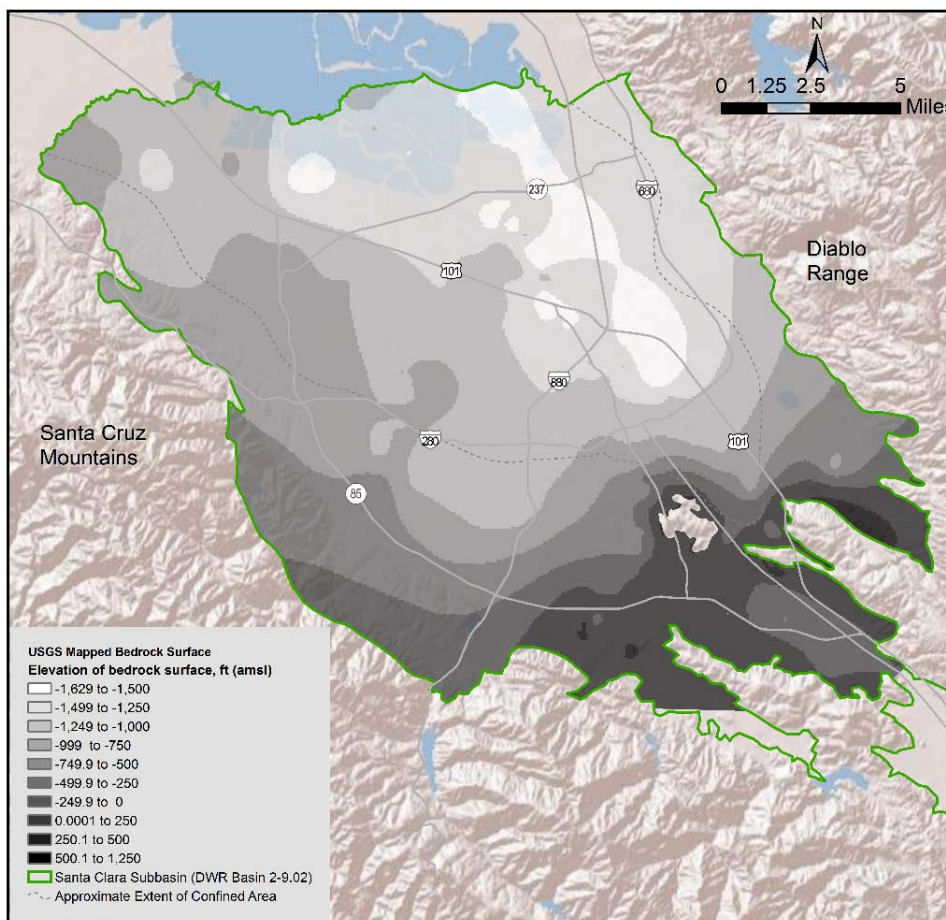 N
0 1.25 2.5 5
Miles
237
680
Diablo
Range
101
880
Santa Cruz
Mountains
280
101
85
USGS Mapped Bedrock Surface
Elevation of bedrock surface, ft (amsl)
-1,629 to -1,500
-1,499 to -1,250
-1,249 to -1,000
-999 to -750
-749.9 to -500
-499.9 to -250
-249.9 to 0
0.0001 to 250
250.1 to 500
500.1 to 1,250
Santa Clara Subbasin (DWR Basin 2-9.02)
Approximate Extent of Confined Area